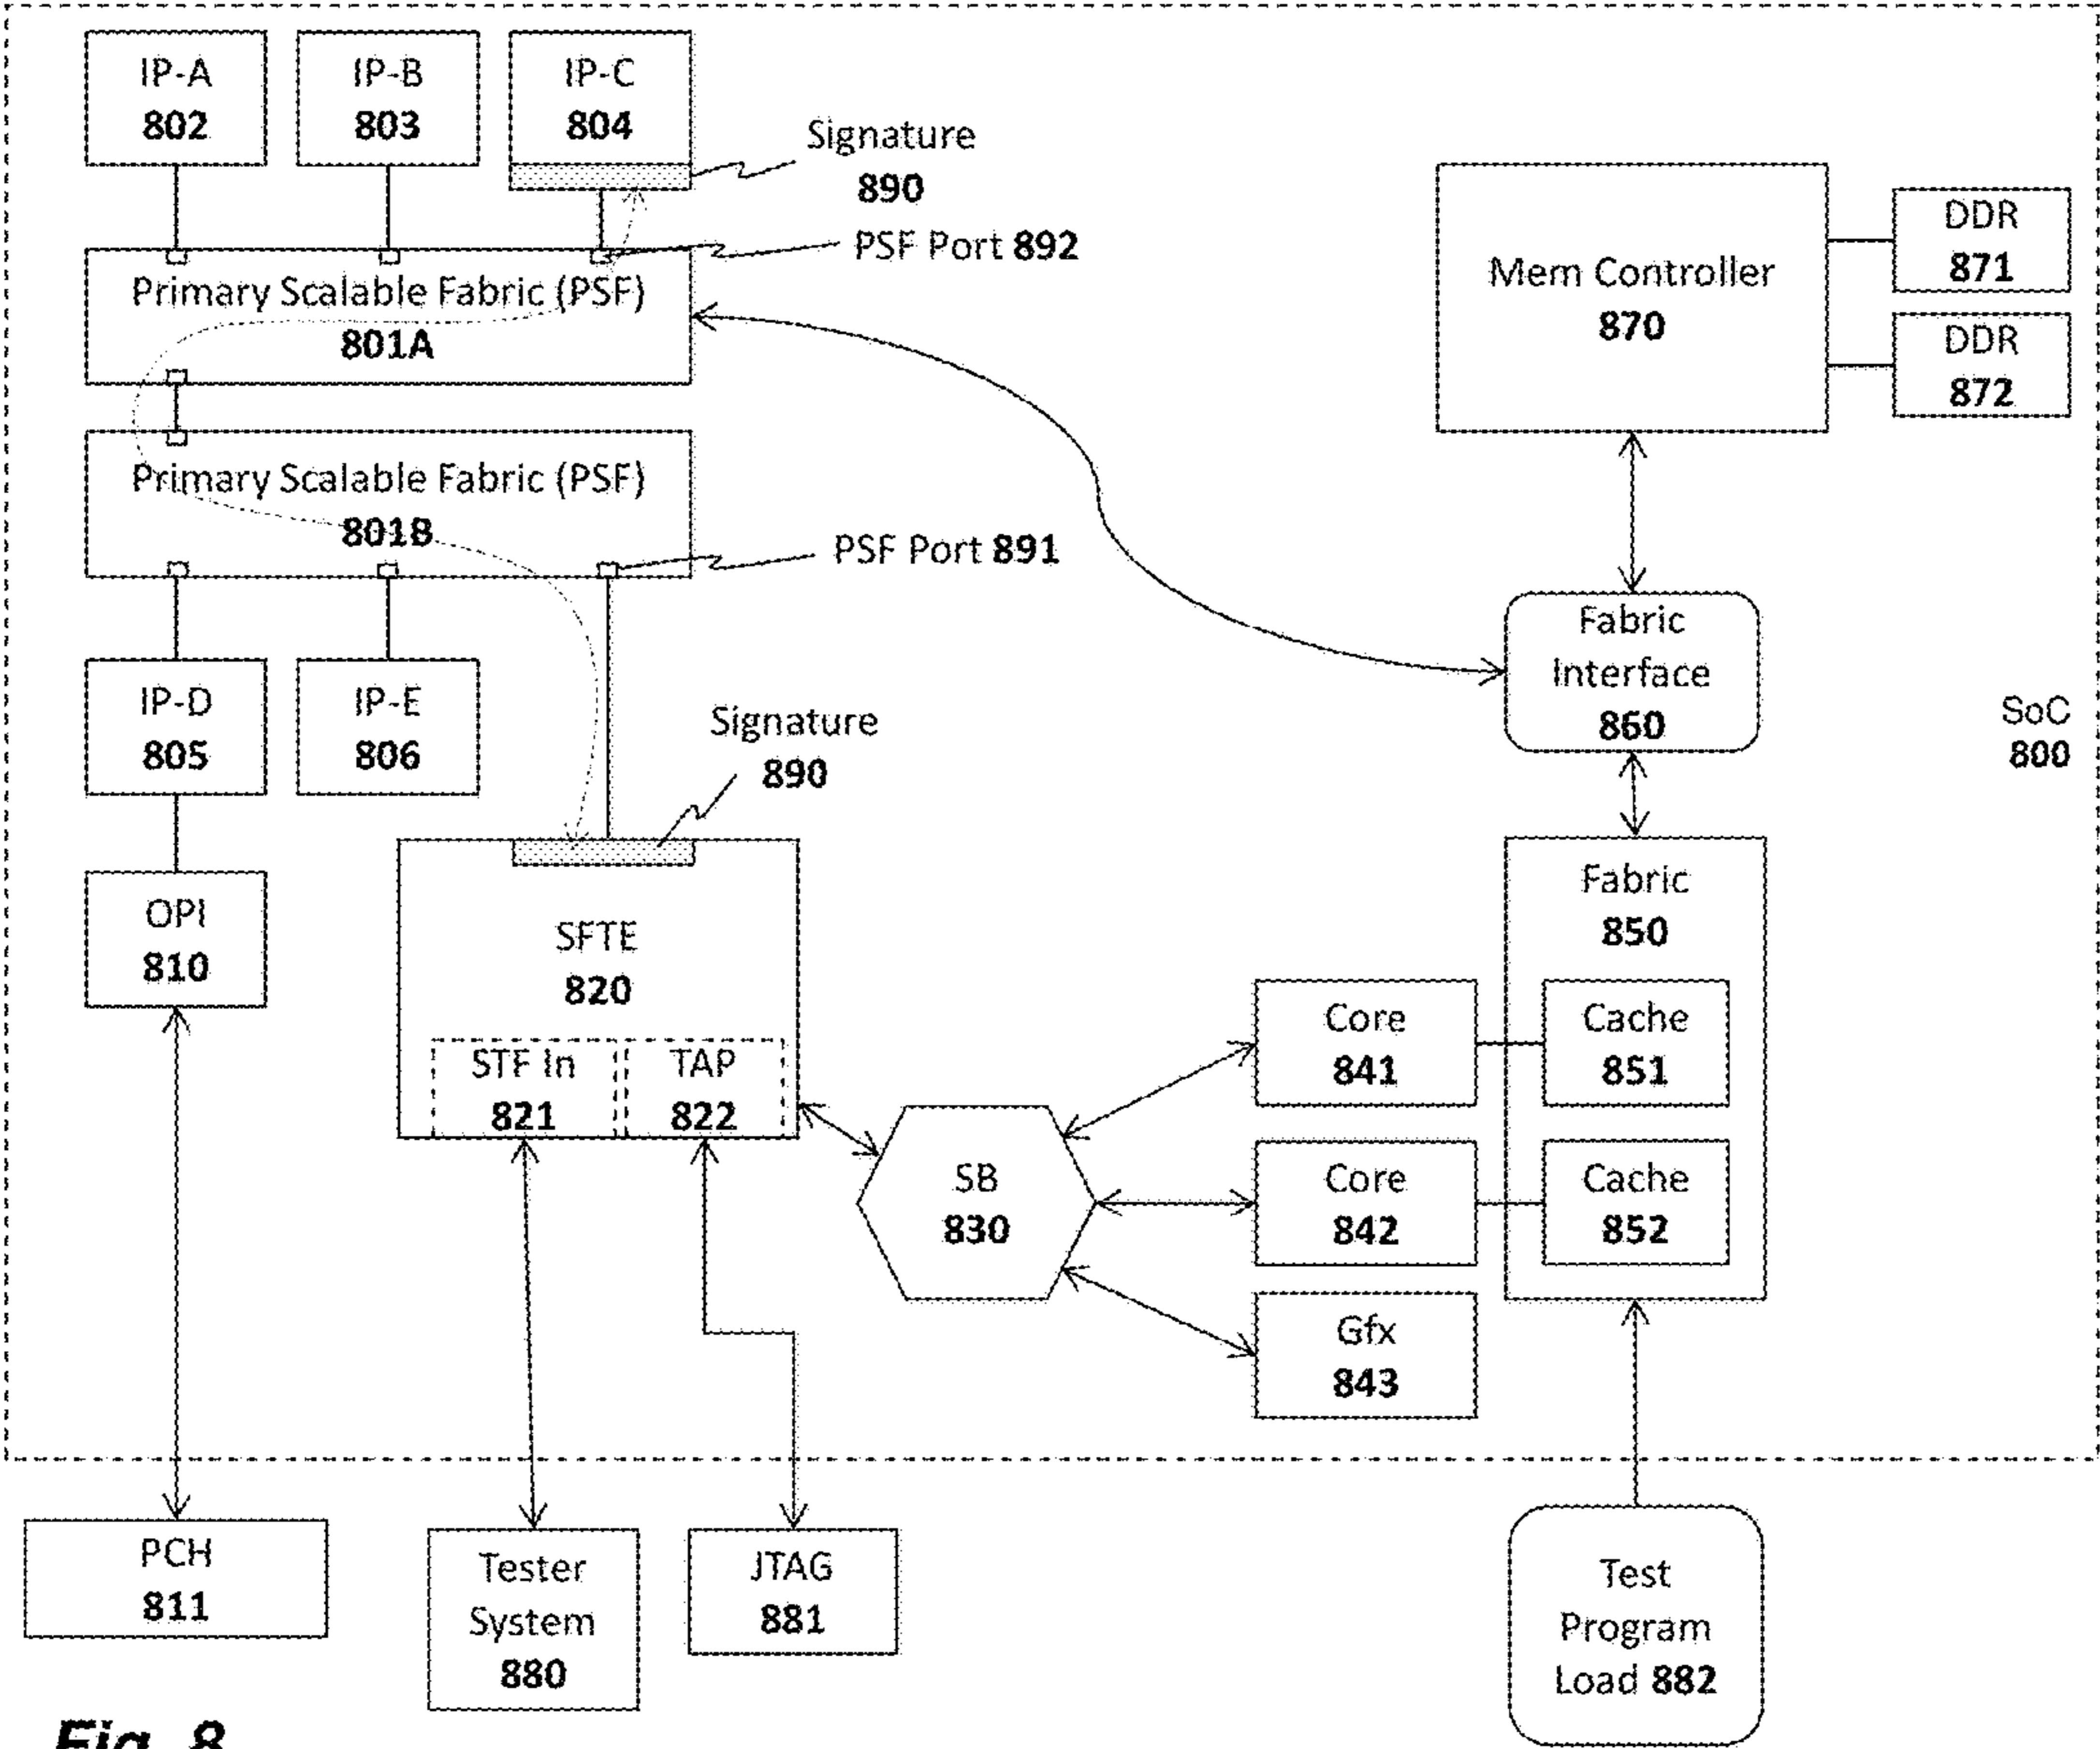 IP-A
802
IP-B
803
IP-C
804
Signature
890
PSF Port 892
Primary Scalable Fabric (PSF)
801A
Mem Controller
870
DDR
871
DDR
872
Primary Scalable Fabric (PSF)
801B
PSF Port 891
Fabric
Interface
860
SoC
800
IP-D
805
IP-E
806
Signature
890
OPI
810
SFTE
820
STF In
821
TAP
822
SB
830
Fabric
850
Core
841
Cache
851
Core
842
Cache
852
Gfx
843
PCH
811
Tester
System
880
JTAG
881
Test
Program
Load 882
Fig. 8